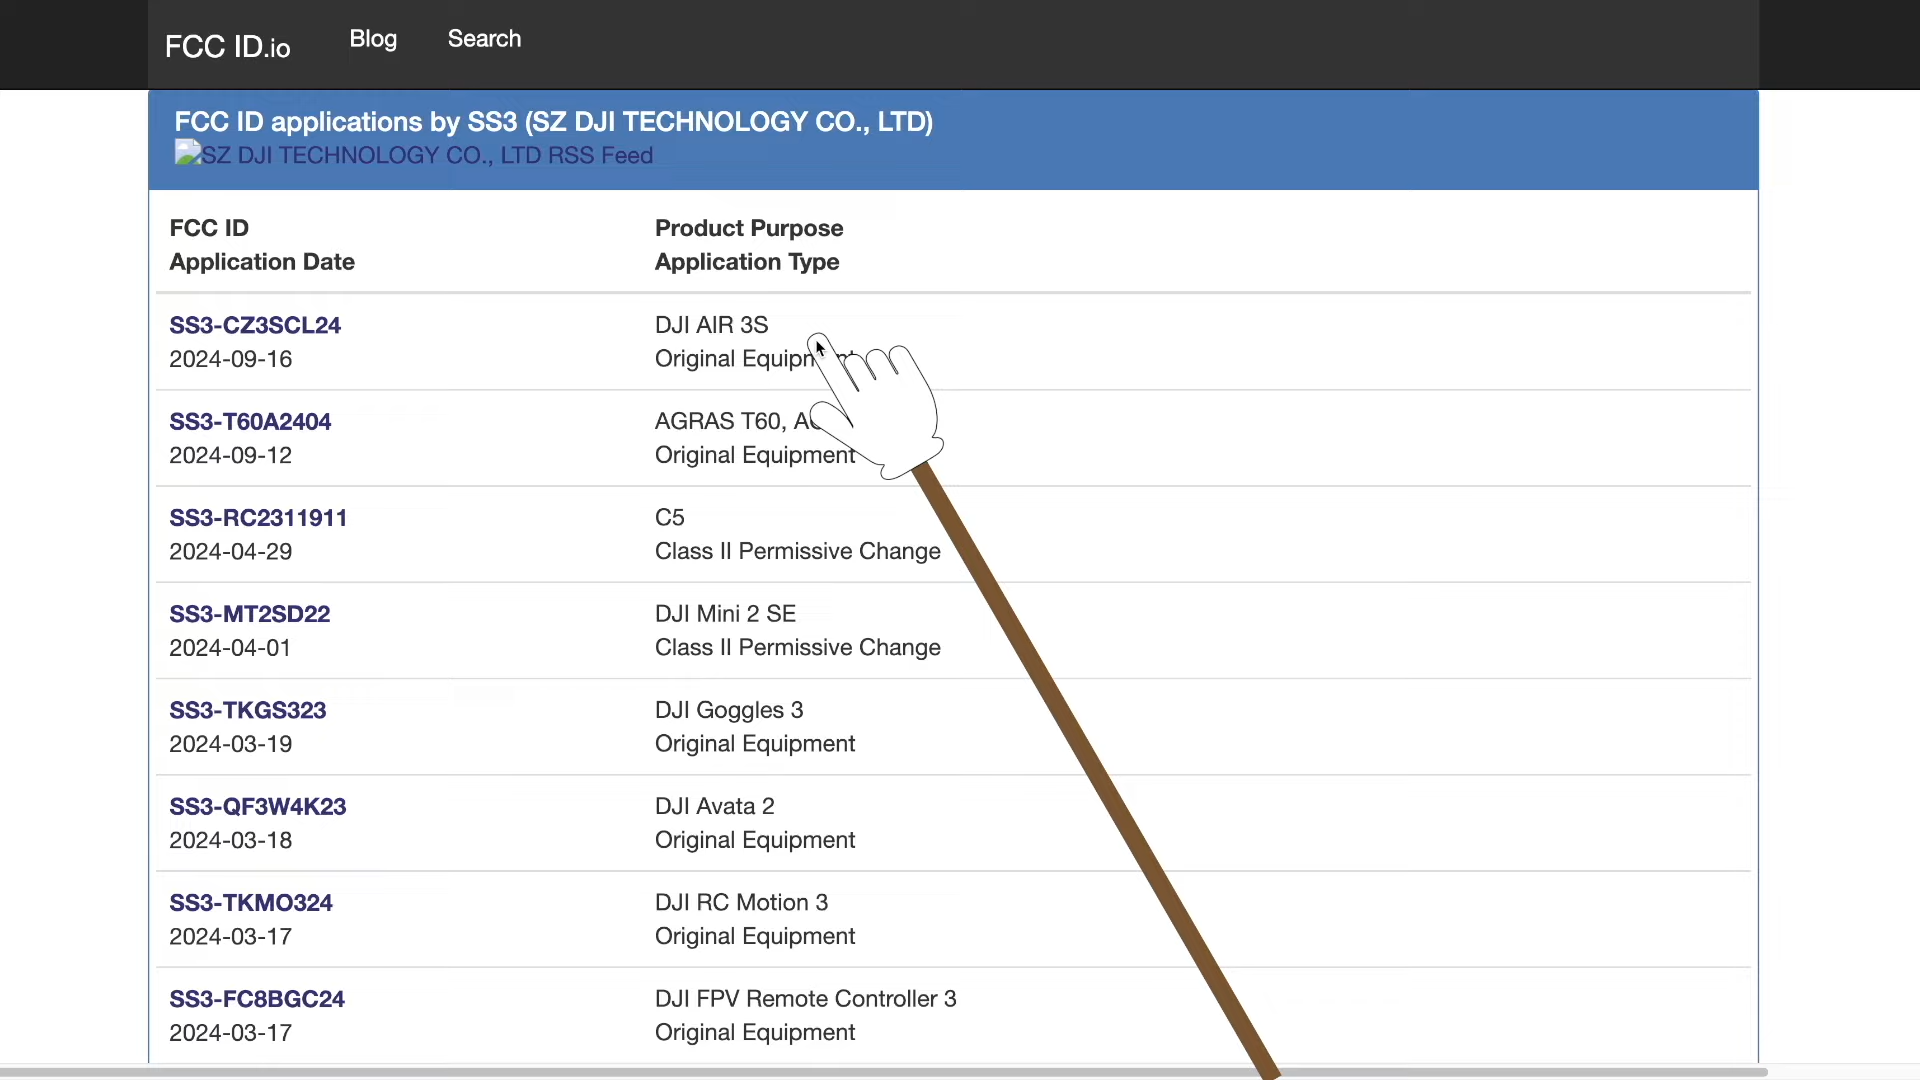 FCC ID.io Blog Search
FCC ID applications by SS3 (SZ DJI TECHNOLOGY CO., LTD)
SZ DJI TECHNOLOGY CO., LTD RSS Feed
FCC ID Product Purpose
Application Date Application Type
SS3-CZ3SCL24 DJI AIR 3S
2024-09-16 Original
SS3-T60A2404 AGRAS T60,
2024-09-12 Original Equipment
SS3-RC2311911 C5
2024-04-29 Class II Permissive Change
SS3-MT2SD22 DJI Mini 2 SE
2024-04-01 Class II Permissive Change
SS3-TKGS323 DJI Goggles 3
2024-03-19 Original Equipment
SS3-QF3W4K23 DJI Avata 2
2024-03-18 Original Equipment
SS3-TKMO324 DJI RC Motion 3
2024-03-17 Original Equipment
SS3-FC8BGC24 DJI FPV Remote Controller 3
2024-03-17 Original Equipment